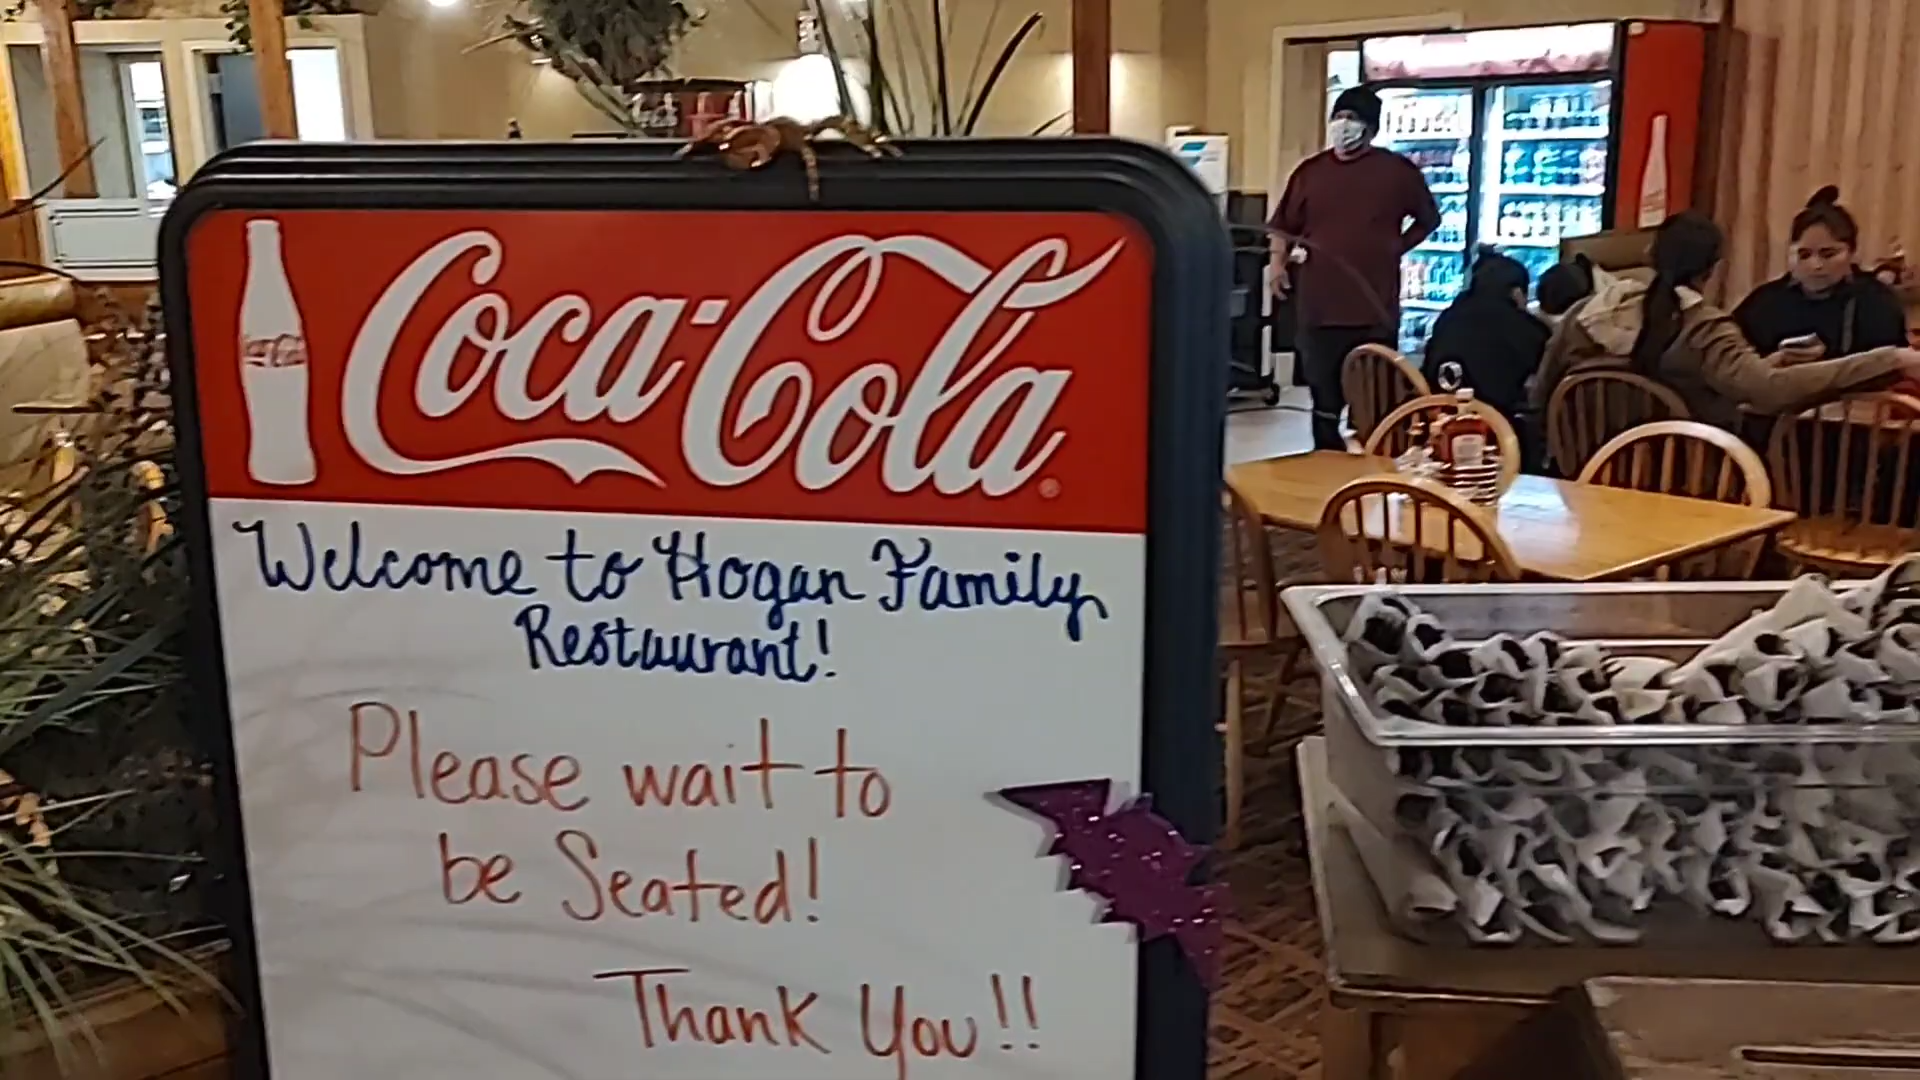 Coca-Cola
Welcome to Hogan Family
Restaurant!
Please wait to
be Seated!
Thank You!!